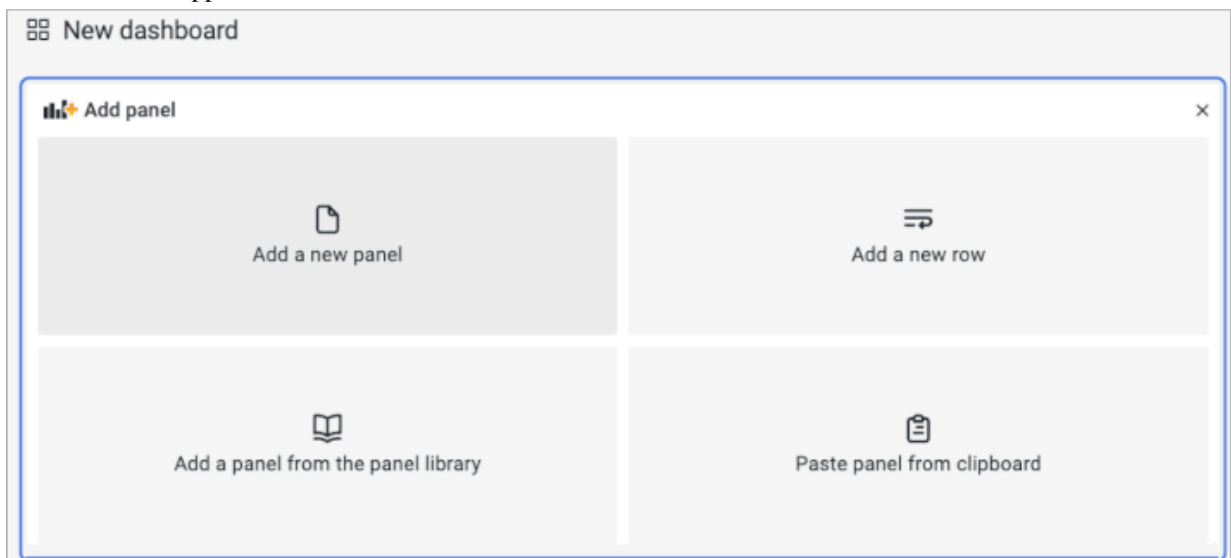 New dashboard
Add panel
Add a new panel
Add a new row
Add a panel from the panel library
Paste panel from clipboard